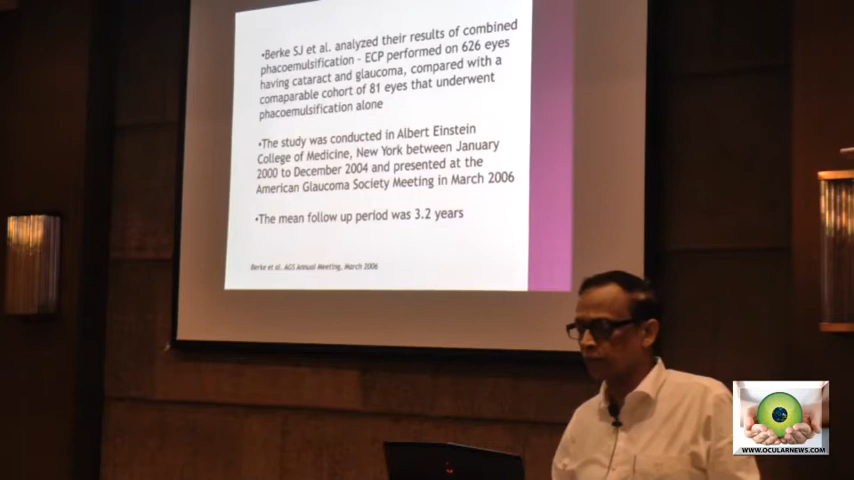 •Berke SJ et al. analyzed their results of combined
phacoemulsification - ECP performed on 626 eyes
having cataract and glaucoma, compared with a
comaparable cohort of 81 eyes that underwent
phacoemulsification alone
•The study was conducted in Albert Einstein
College of Medicine, New York between January
2000 to December 2004 and presented at the
American Glaucoma Society Meeting in March 2006
•The mean follow up period was 3.2 years
Berke et al. AGS Annual Meeting, March 2006
WWW.OCULARNEWS.COM